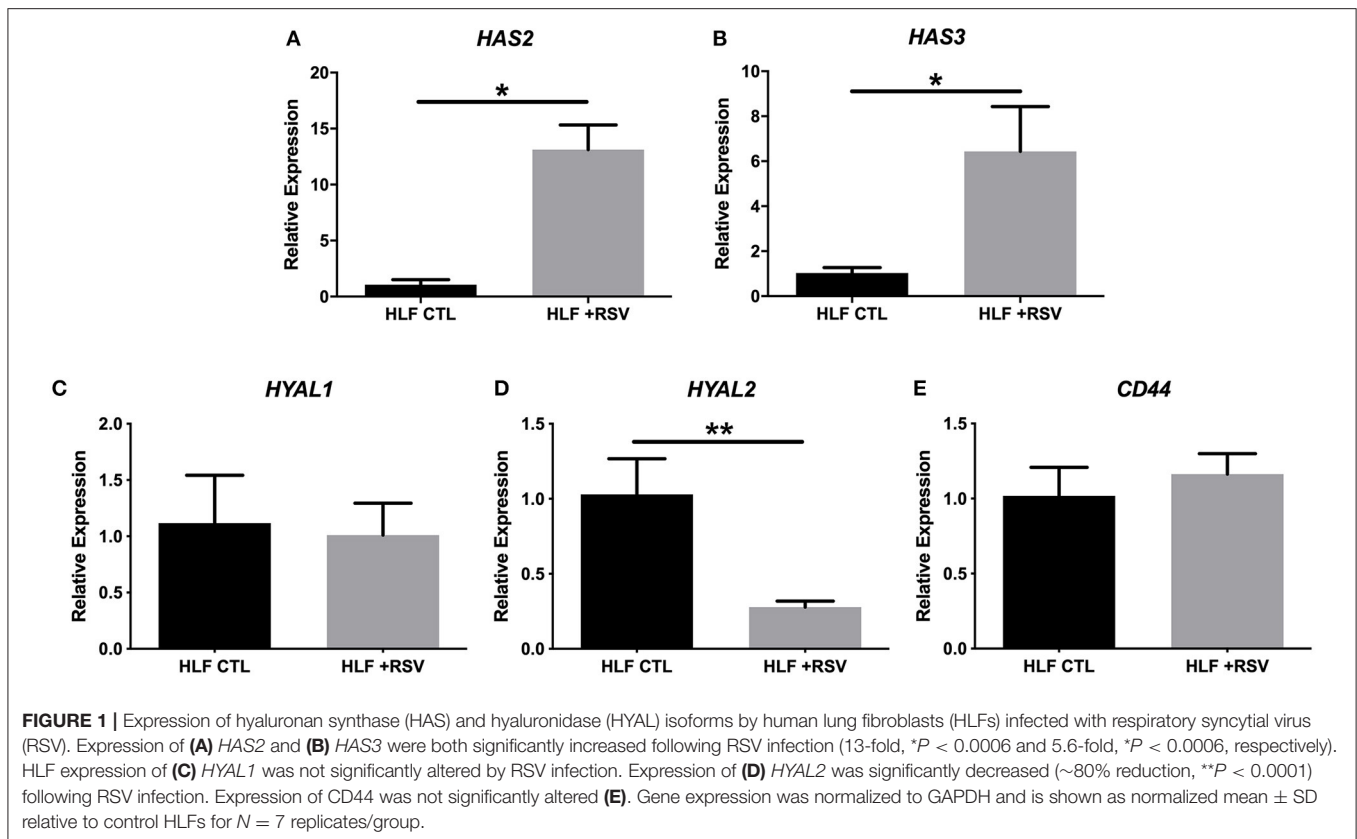 A
HAS2
Relative Expression
20
15
10
5
0
*
HLF CTL
HLF +RSV
B
HAS3
Relative Expression
10
8
6
4
2
0
*
HLF CTL
HLF +RSV
C
HYAL1
Relative Expression
2.0
1.5
1.0
0.5
0.0
HLF CTL
HLF +RSV
D
HYAL2
Relative Expression
1.5
1.0
0.5
0.0
**
HLF CTL
HLF +RSV
E
CD44
Relative Expression
1.5
1.0
0.5
0.0
HLF CTL
HLF +RSV
FIGURE 1 | Expression of hyaluronan synthase (HAS) and hyaluronidase (HYAL) isoforms by human lung fibroblasts (HLFs) infected with respiratory syncytial virus
(RSV). Expression of (A) HAS2 and (B) HAS3 were both significantly increased following RSV infection (13-fold, *P < 0.0006 and 5.6-fold, *P < 0.0006, respectively).
HLF expression of (C) HYAL1 was not significantly altered by RSV infection. Expression of (D) HYAL2 was significantly decreased (~80% reduction, **P < 0.0001)
following RSV infection. Expression of CD44 was not significantly altered (E). Gene expression was normalized to GAPDH and is shown as normalized mean ± SD
relative to control HLFs for N = 7 replicates/group.